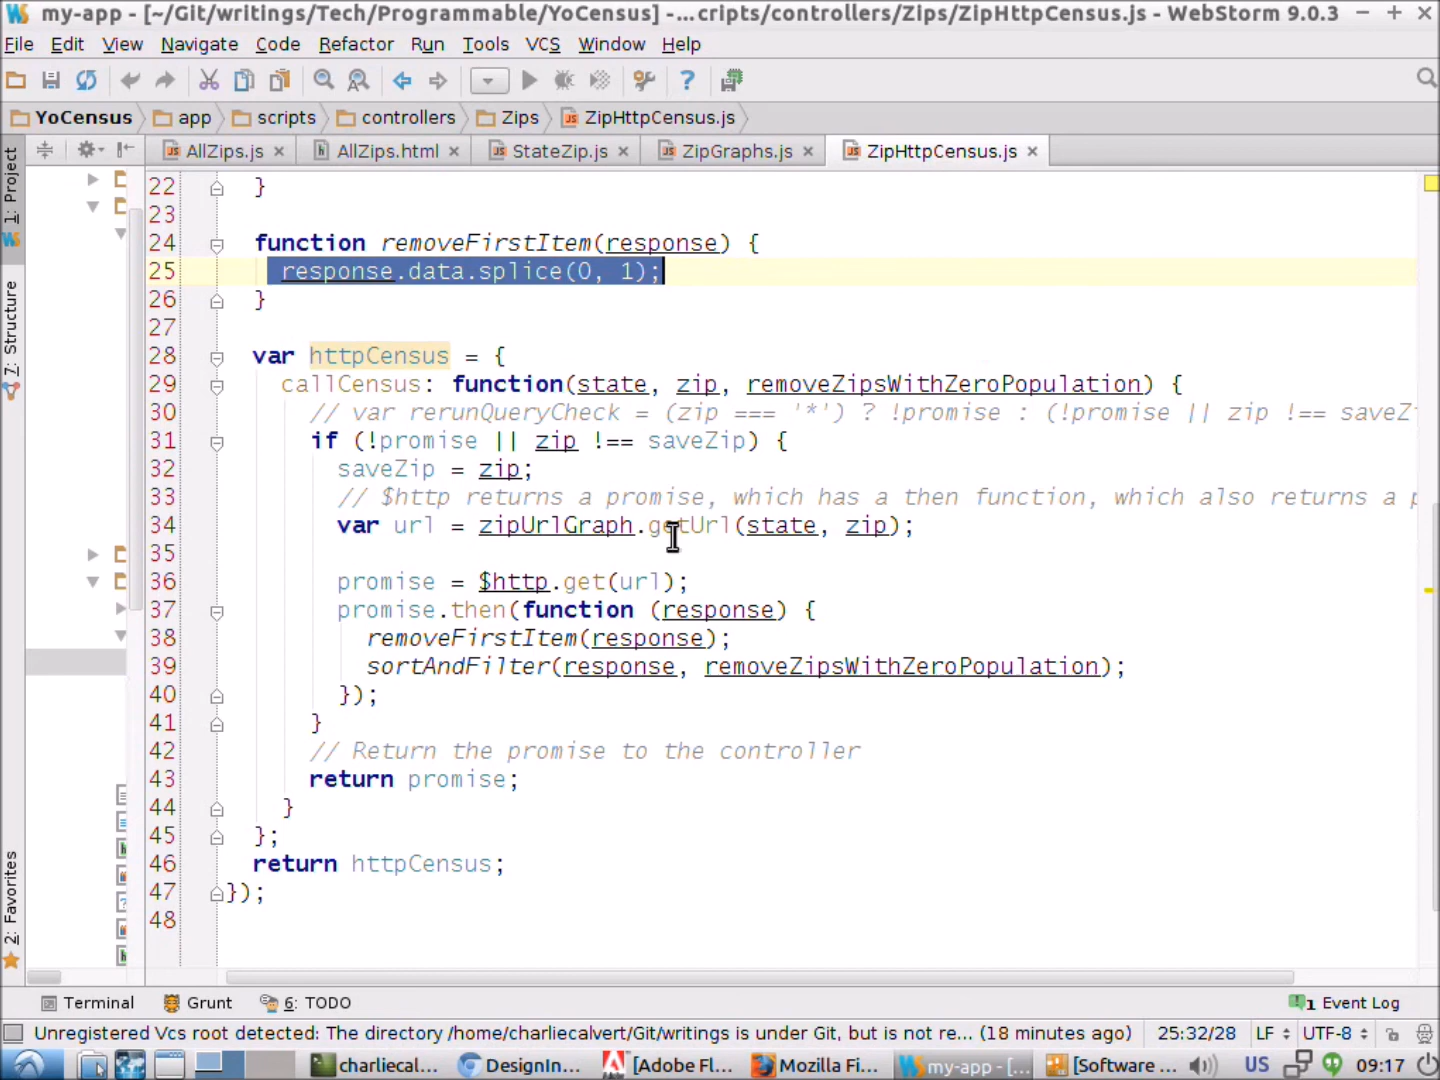 my-app - [~/Git/writings/Tech/Programmable/YoCensus] -...cripts/controllers/Zips/ZipHttpCensus.js - WebStorm 9.0.3
File Edit View Navigate Code Refactor Run Tools VCS Window Help
YoCensus app scripts controllers Zips ZipHttpCensus.js
1: Project
7: Structure
2: Favorites
AllZips.js AllZips.html StateZip.js ZipGraphs.js ZipHttpCensus.js
22 }
23
24 function removeFirstItem(response) {
25 response.data.splice(0, 1);
26 }
27
28 var httpCensus = {
29 callCensus: function(state, zip, removeZipsWithZeroPopulation) {
30 // var rerunQueryCheck = (zip === '*') ? !promise : (!promise || zip !== saveZ
31 if (!promise || zip !== saveZip) {
32 saveZip = zip;
33 // $http returns a promise, which has a then function, which also returns a p
34 var url = zipUrlGraph.getUrl(state, zip);
35
36 promise = $http.get(url);
37 promise.then(function (response) {
38 removeFirstItem(response);
39 sortAndFilter(response, removeZipsWithZeroPopulation);
40 });
41 }
42 // Return the promise to the controller
43 return promise;
44 }
45 };
46 return httpCensus;
47 });
48
Terminal Grunt 6: TODO 1 Event Log
Unregistered Vcs root detected: The directory /home/charliecalvert/Git/writings is under Git, but is not re... (18 minutes ago) 25:32/28 LF UTF-8
charliecal... DesignIn... [Adobe Fl... Mozilla Fi... my-app - [... [Software ... US 09:17